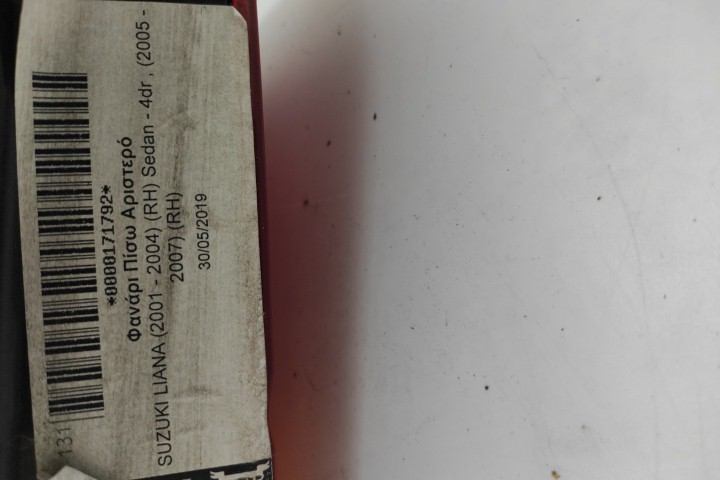 131
*0000171792*
Φανάρι Πίσω Αριστερό
SUZUKI LIANA (2001 - 2004) (RH) Sedan - 4dr , (2005 -
2007) (RH)
30/05/2019